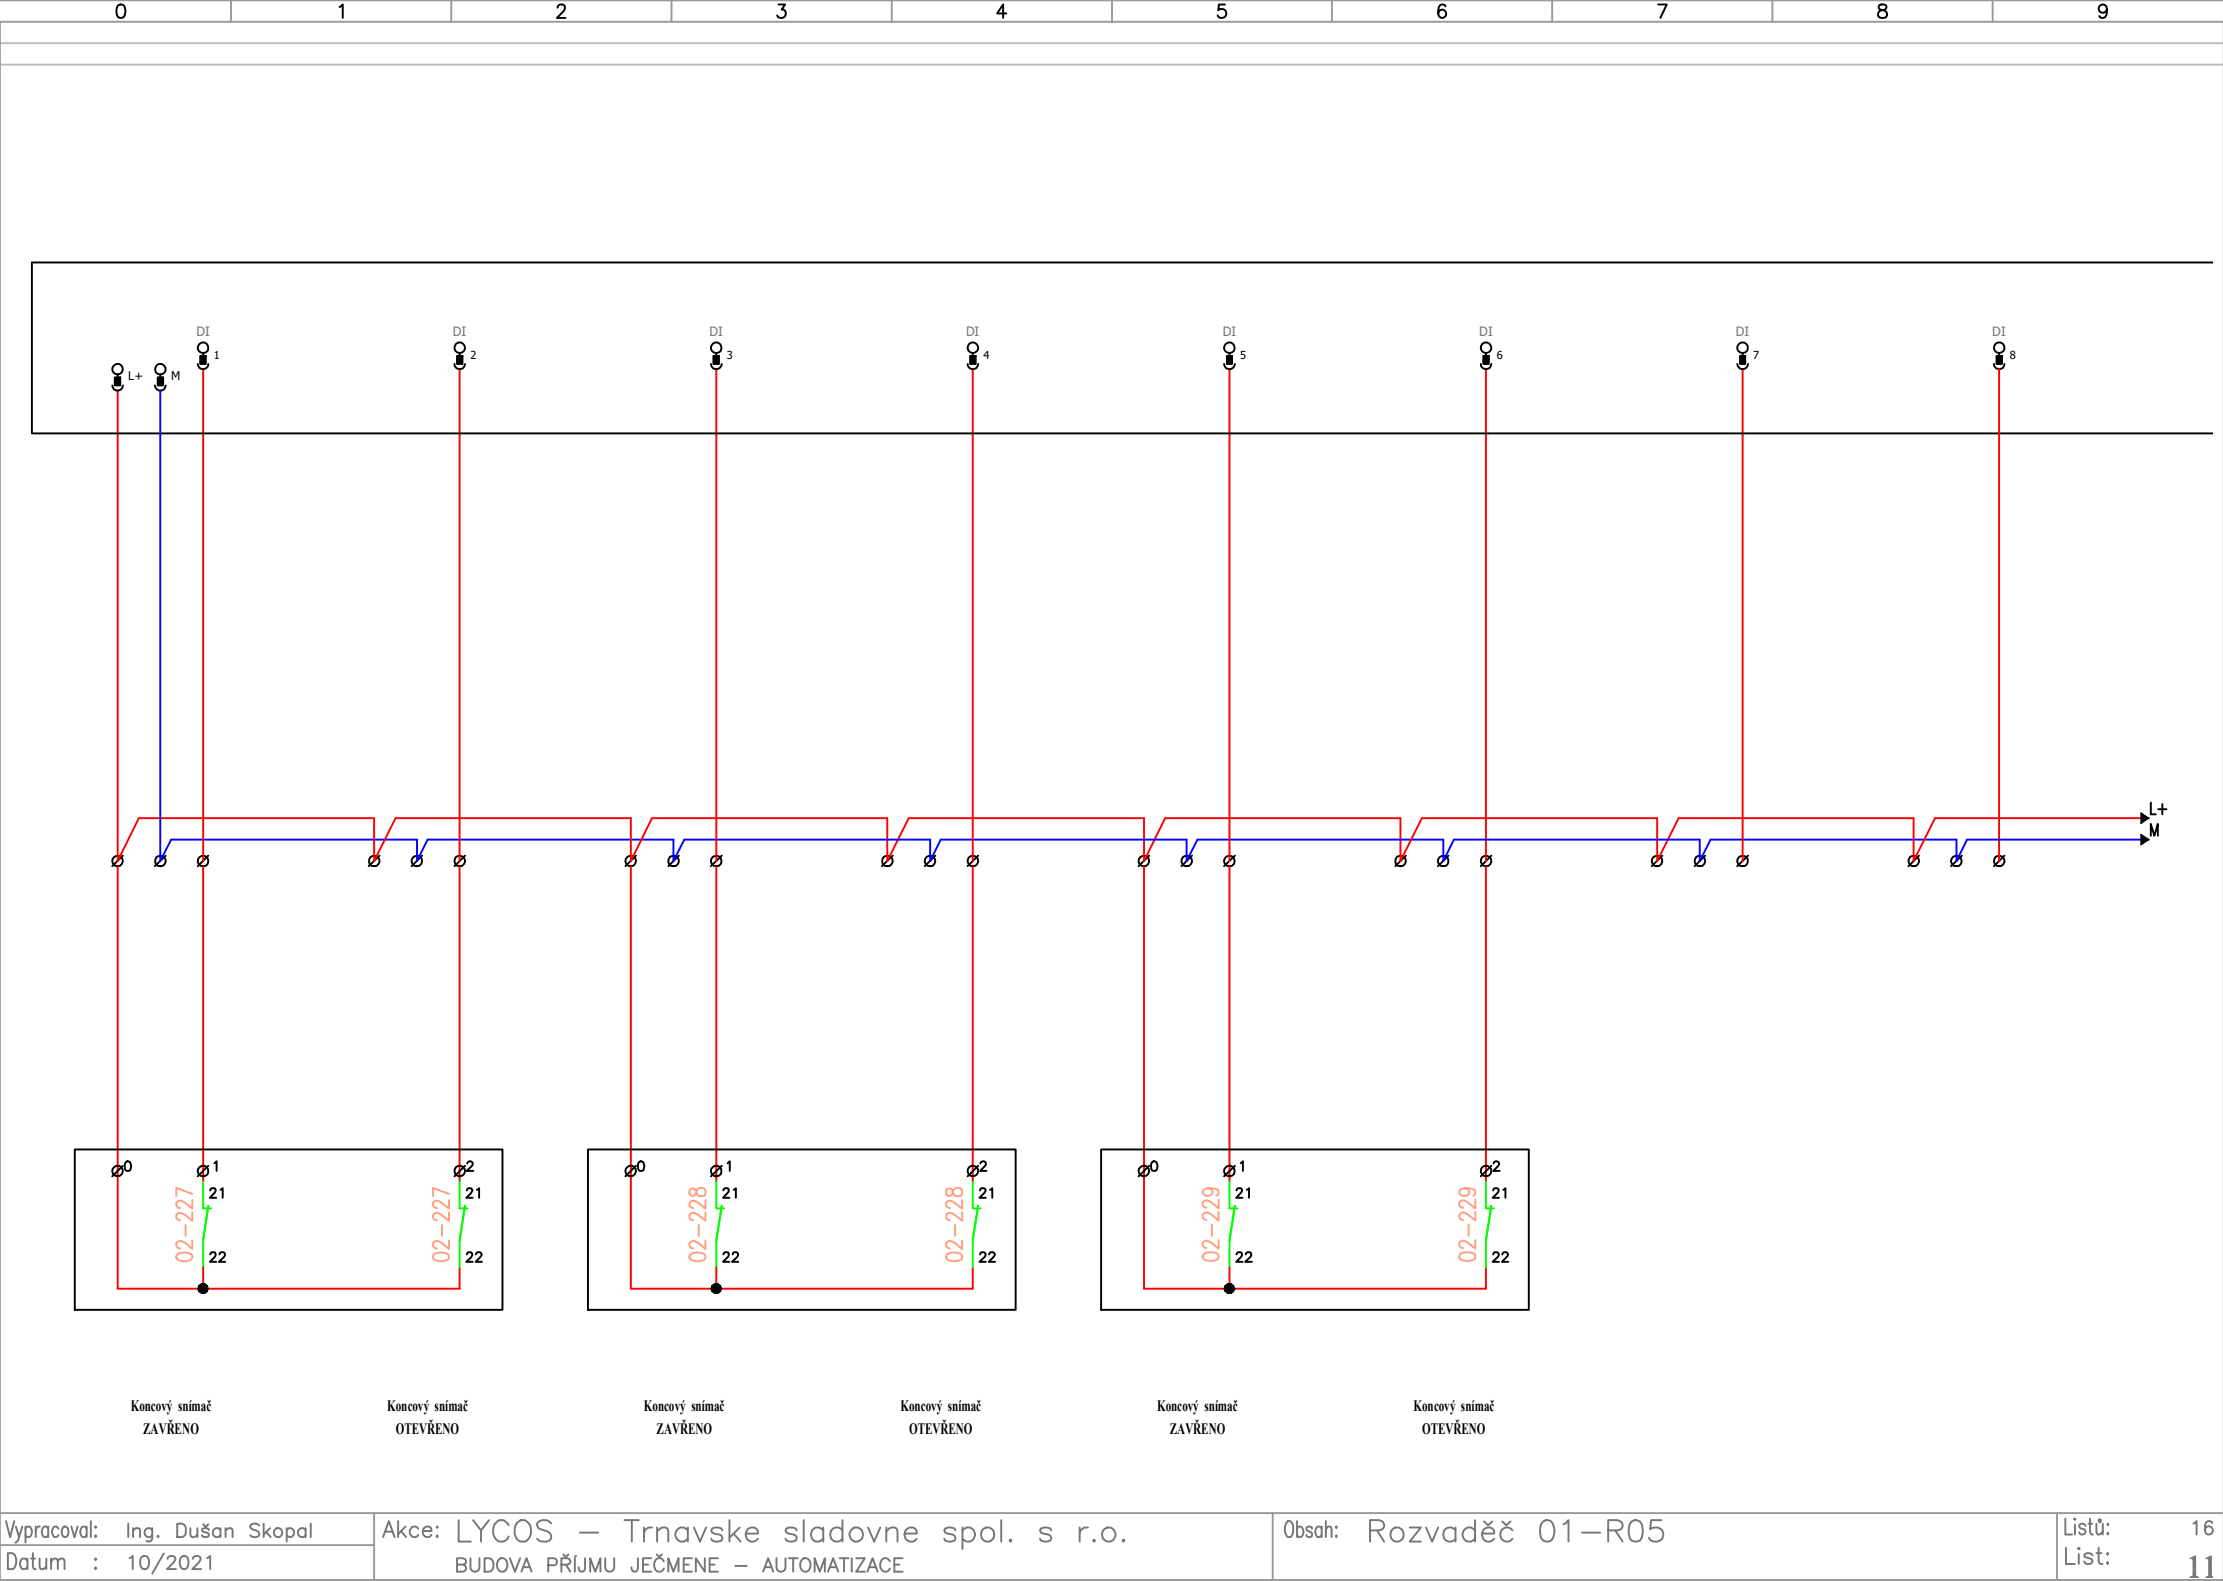 0 1 2 3 4 5 6 7 8 9
DI DI DI DI DI DI DI DI
1 2 3 4 5 6 7 8
L+ M
L+
M
0 1 2 0 1 2 0 1 2
21 21 21 21 21 21
02-227 02-227 02-228 02-228 02-229 02-229
22 22 22 22 22 22
Koncový snímač Koncový snímač Koncový snímač Koncový snímač Koncový snímač Koncový snímač
ZAVŘENO OTEVŘENO ZAVŘENO OTEVŘENO ZAVŘENO OTEVŘENO
Vypracoval: Ing. Dušan Skopal
Datum : 10/2021
Akce: LYCOS – Trnavske sladovne spol. s r.o.
BUDOVA PŘÍJMU JEČMENE – AUTOMATIZACE
Obsah: Rozvaděč 01-R05
Listů: 16
List: 11